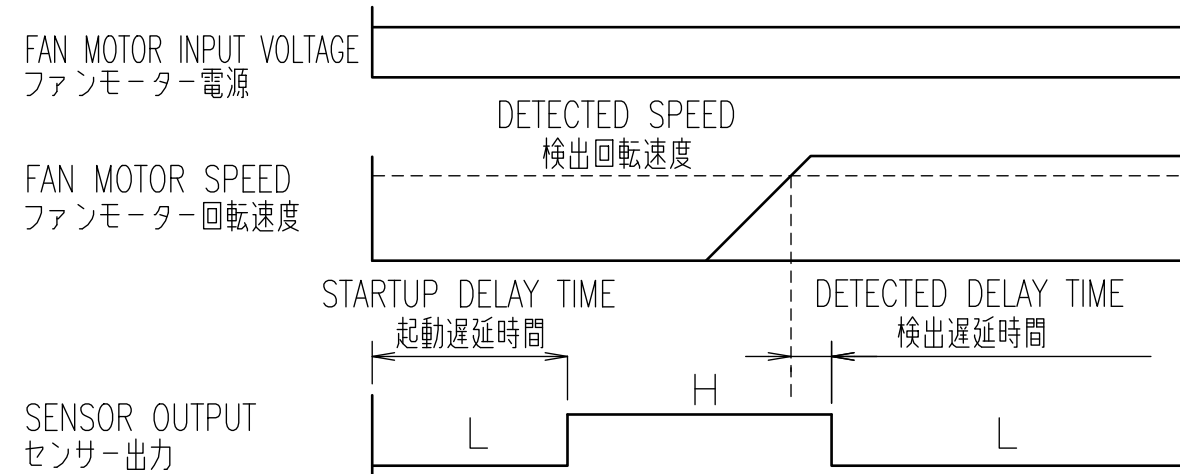 FAN MOTOR INPUT VOLTAGE
ファンモーター電源
DETECTED SPEED
検出回転速度
FAN MOTOR SPEED
ファンモーター回転速度
STARTUP DELAY TIME
起動遅延時間
DETECTED DELAY TIME
検出遅延時間
SENSOR OUTPUT
センサー出力
L
H
L